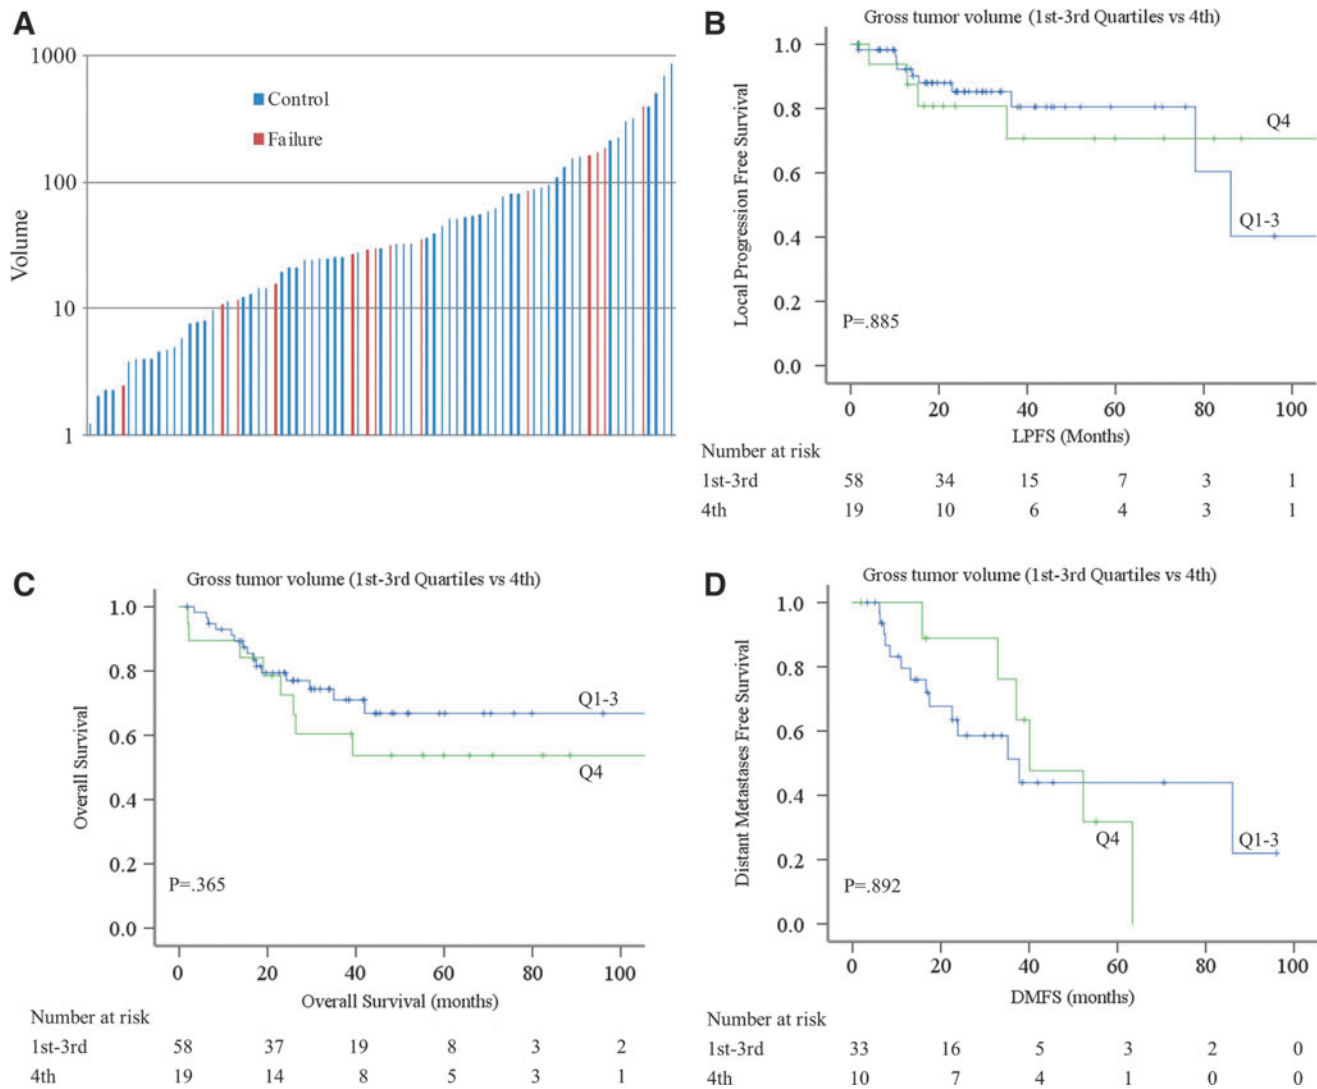 A
1000
100
10
1
Volume
Control
Failure
B
Gross tumor volume (1st-3rd Quartiles vs 4th)
1.0
0.8
0.6
0.4
0.2
0.0
Local Progression Free Survival
Q4
Q1-3
P=.885
0 20 40 60 80 100
LPFS (Months)
Number at risk
1st-3rd 58 34 15 7 3 1
4th 19 10 6 4 3 1
C
Gross tumor volume (1st-3rd Quartiles vs 4th)
1.0
0.8
0.6
0.4
0.2
0.0
Overall Survival
Q1-3
Q4
P=.365
0 20 40 60 80 100
Overall Survival (months)
Number at risk
1st-3rd 58 37 19 8 3 2
4th 19 14 8 5 3 1
D
Gross tumor volume (1st-3rd Quartiles vs 4th)
1.0
0.8
0.6
0.4
0.2
0.0
Distant Metastases Free Survival
Q4
Q1-3
P=.892
0 20 40 60 80 100
DMFS (months)
Number at risk
1st-3rd 33 16 5 3 2 0
4th 10 7 4 1 0 0